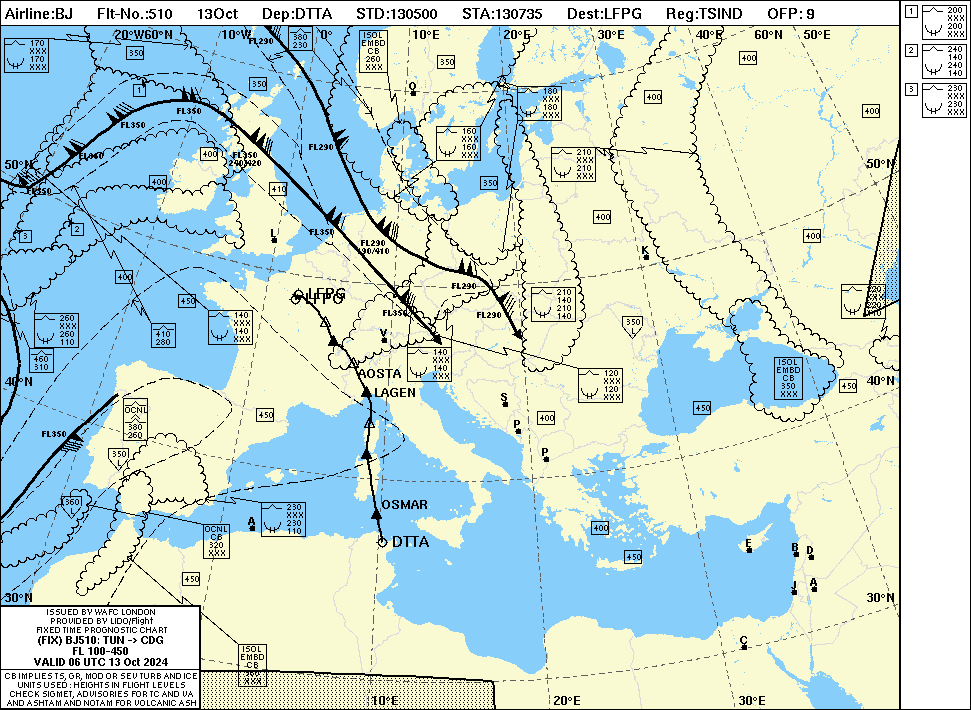 Airline:BJ Flt-No.:510 13Oct Dep:DTTA STD:130500 STA:130735 Dest:LFPG Reg:TSIND OFP: 9
20°W 60°N 10°W 10°E 20°E 30°E 40°E 60°N 50°E
170
XXX
170
XXX
350
FL290
380
230
ISOL
EMBD
CB
260
XXX
350
400
1
350
Q
180
XXX
180
XXX
400
400
FL350
FL350
FL350
240/420
FL290
160
XXX
160
XXX
50°N
400
400
350
210
XXX
210
XXX
50°N
FL350
410
3
2
L
FL350
FL290
190/410
400
400
K
FL290
400
450
LFPG
LFPG
FL350
FL290
210
140
210
140
350
L
220
XXX
220
110
260
XXX
260
110
410
280
140
XXX
140
140
V
460
310
140
XXX
140
XXX
AOSTA
LAGEN
40°N
120
XXX
120
XXX
ISOL
EMBD
CB
350
XXX
450
40°N
450
S
P
P
400
450
OCNL
380
260
FL350
350
L
360
L
OCNL
CB
320
XXX
A
230
XXX
230
110
OSMAR
DTTA
400
450
E
B
D
J
A
C
450
30°N
30°N
ISOL
EMBD
CB
360
XXX
10°E 20°E 30°E
ISSUED BY WAFC LONDON
PROVIDED BY LIDO/Flight
FIXED TIME PROGNOSTIC CHART
(FIX) BJ510: TUN -> CDG
FL 100-450
VALID 06 UTC 13 Oct 2024
CB IMPLIES TS, GR, MOD OR SEV TURB AND ICE
UNITS USED : HEIGHTS IN FLIGHT LEVELS
CHECK SIGMET, ADVISORIES FOR TC AND VA
AND ASHTAM AND NOTAM FOR VOLCANIC ASH
1
200
XXX
200
XXX
2
240
140
240
140
3
230
XXX
230
XXX